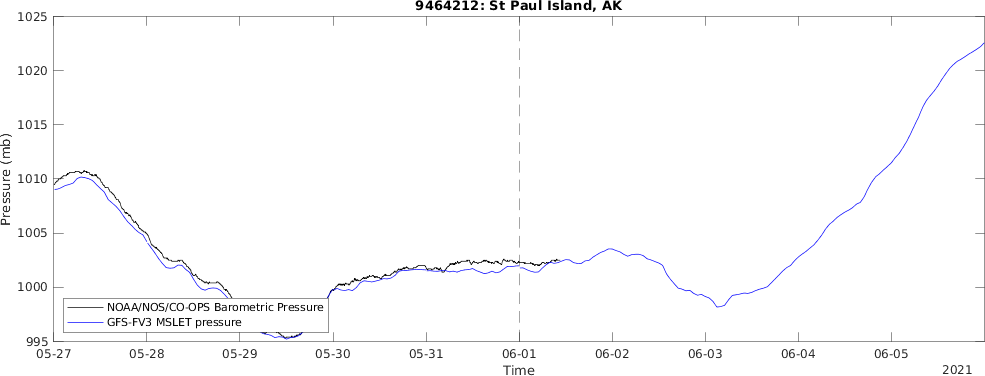 9464212: St Paul Island, AK
Pressure (mb)
1025
1020
1015
1010
1005
1000
995
NOAA/NOS/CO-OPS Barometric Pressure
GFS-FV3 MSLET pressure
05-27 05-28 05-29 05-30 05-31 06-01 06-02 06-03 06-04 06-05
Time
2021